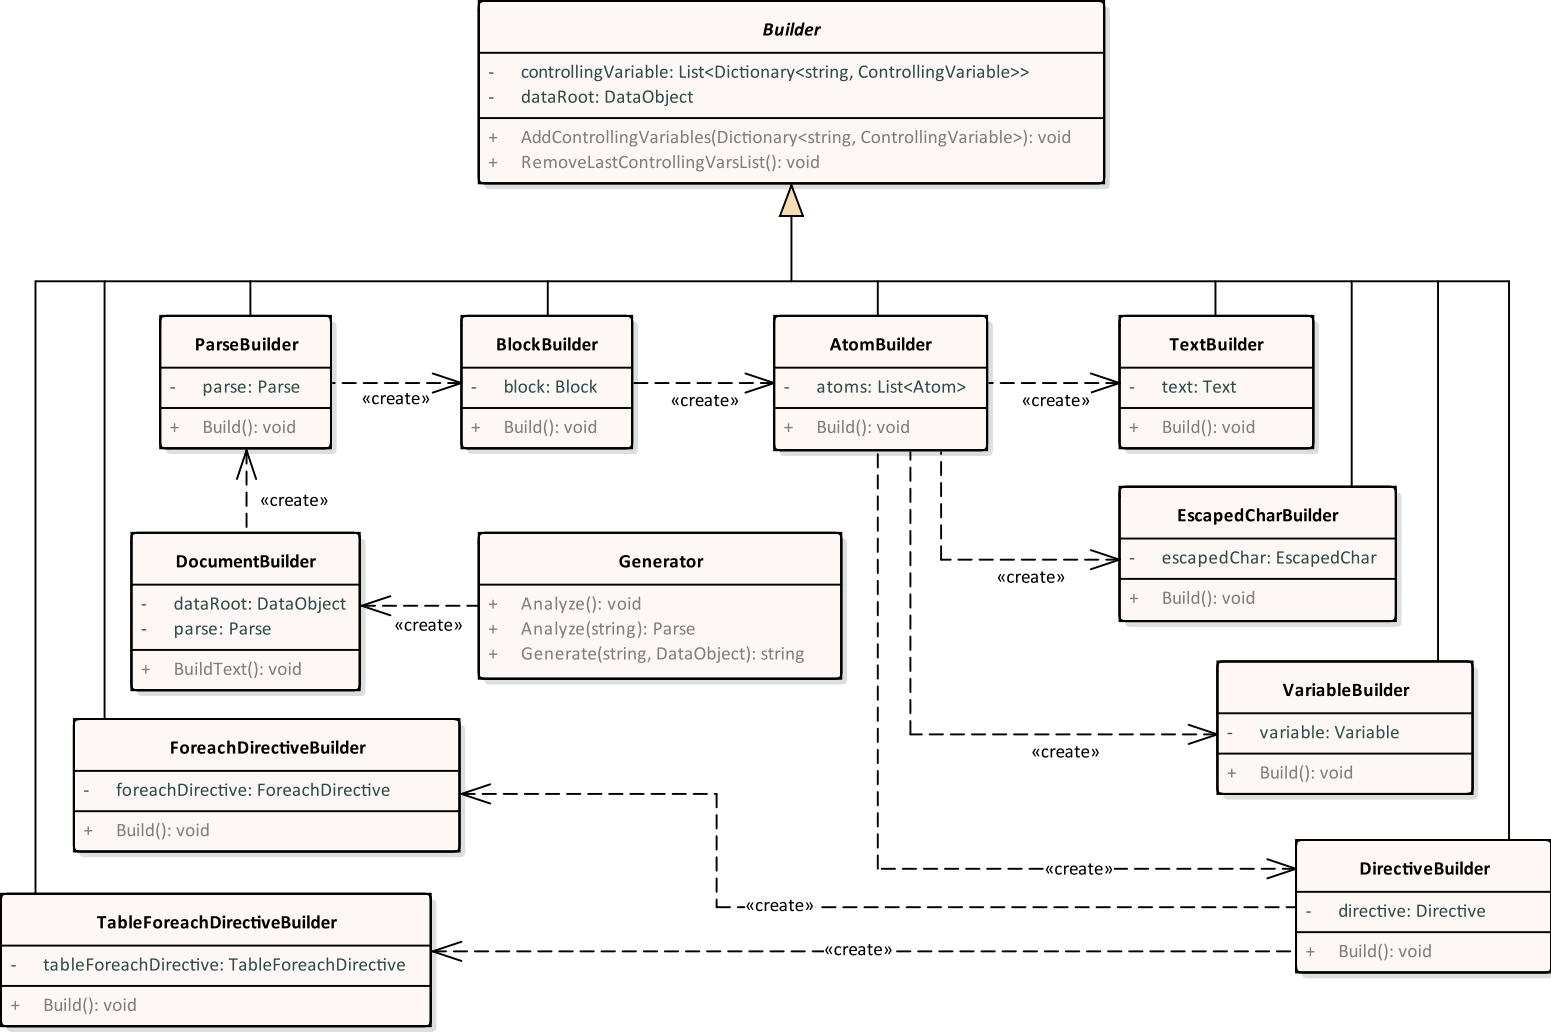 Builder
- controllingVariable: List<Dictionary<string, ControllingVariable>>
- dataRoot: DataObject
+ AddControllingVariables(Dictionary<string, ControllingVariable>): void
+ RemoveLastControllingVarsList(): void
ParseBuilder
- parse: Parse
+ Build(): void
«create»
BlockBuilder
- block: Block
+ Build(): void
«create»
AtomBuilder
- atoms: List<Atom>
+ Build(): void
«create»
TextBuilder
- text: Text
+ Build(): void
«create»
EscapedCharBuilder
- escapedChar: EscapedChar
+ Build(): void
«create»
DocumentBuilder
- dataRoot: DataObject
- parse: Parse
+ BuildText(): void
«create»
Generator
+ Analyze(): void
+ Analyze(string): Parse
+ Generate(string, DataObject): string
VariableBuilder
- variable: Variable
+ Build(): void
«create»
ForeachDirectiveBuilder
- foreachDirective: ForeachDirective
+ Build(): void
«create»
DirectiveBuilder
- directive: Directive
+ Build(): void
«create»
TableForeachDirectiveBuilder
- tableForeachDirective: TableForeachDirective
+ Build(): void
«create»